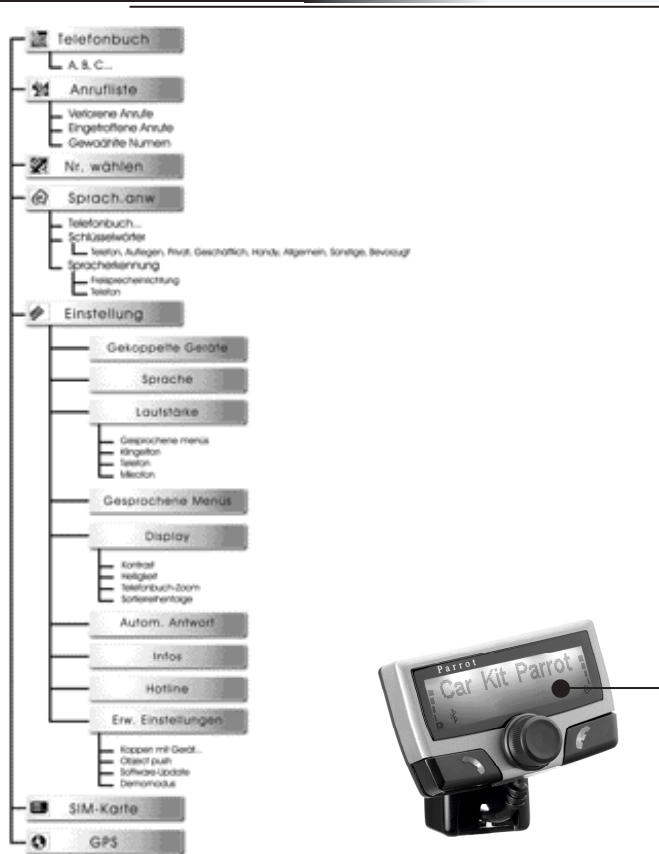 Telefonbuch
A, B, C...
Anrufliste
Verlorene Anrufe
Eingetroffene Anrufe
Gewäählte Numern
Nr. wählen
Sprach.anw
Telefonbuch...
Schlüsselwörter
Telefon, Auflegen, Privat, Geschäftlich, Handy, Allgemein, Sonstige, Bevorzugt
Spracherkennung
Freisprecheinrichtung
Telefon
Einstellung
Gekoppelte Geräte
Sprache
Lautstärke
Gesprochene menüs
Klingelton
Telefon
Mikrofon
Gesprochene Menüs
Display
Kontrast
Helligkeit
Telefonbuch-Zoom
Sortierreihenfolge
Autom. Antwort
Infos
Hotline
Erw. Einstellungen
Koppen mit Gerät...
Object push
Software-Update
Demomodus
SIM-Karte
GPS
Parrot
Car Kit Parrot